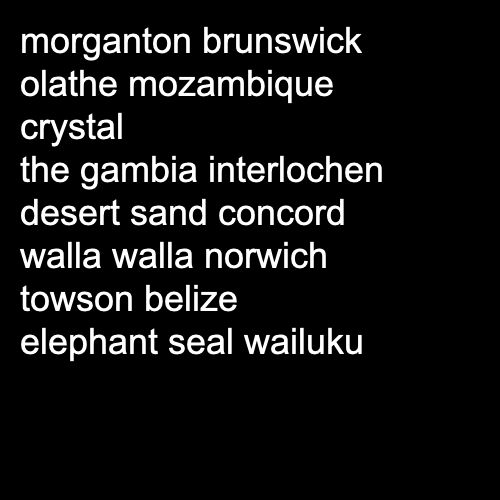 morganton brunswick
olathe mozambique
crystal
the gambia interlochen
desert sand concord
walla walla norwich
towson belize
elephant seal wailuku